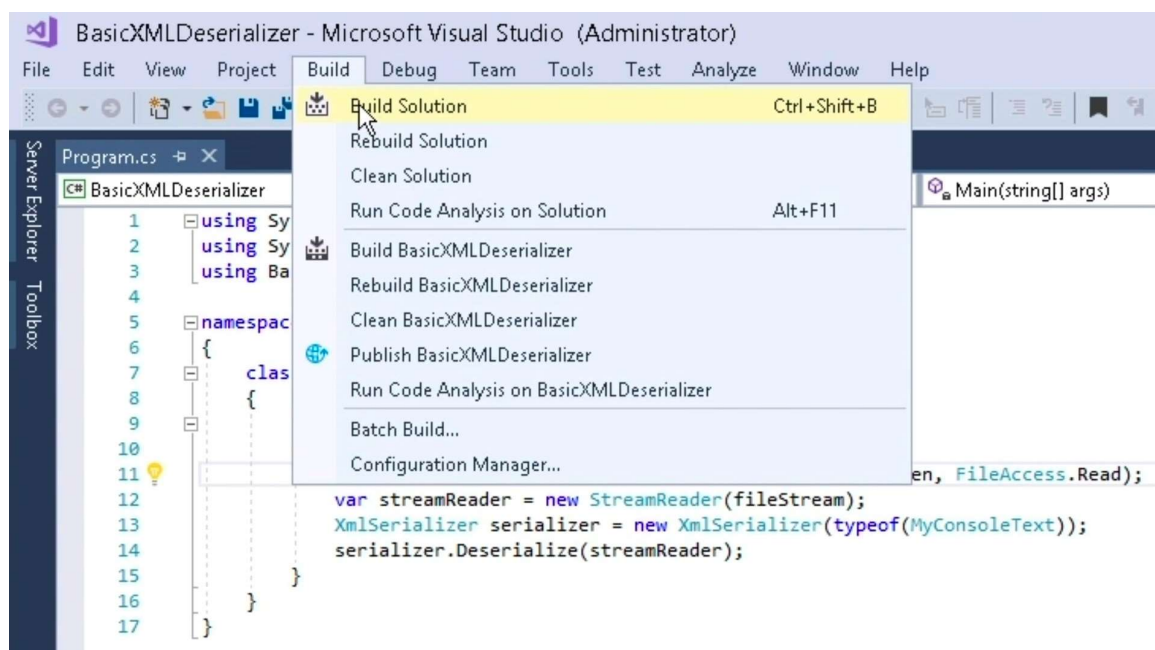 BasicXMLDeserializer - Microsoft Visual Studio (Administrator)
File Edit View Project Build Debug Team Tools Test Analyze Window Help
Build Solution Ctrl+Shift+B
Rebuild Solution
Clean Solution
Run Code Analysis on Solution Alt+F11
Build BasicXMLDeserializer
Rebuild BasicXMLDeserializer
Clean BasicXMLDeserializer
Publish BasicXMLDeserializer
Run Code Analysis on BasicXMLDeserializer
Batch Build...
Configuration Manager...
Server Explorer
Toolbox
Program.cs
C# BasicXMLDeserializer Main(string[] args)
1 using Sy
2 using Sy
3 using Ba
4
5 namespac
6 {
7 clas
8 {
9
10
11 en, FileAccess.Read);
12 var streamReader = new StreamReader(fileStream);
13 XmlSerializer serializer = new XmlSerializer(typeof(MyConsoleText));
14 serializer.Deserialize(streamReader);
15 }
16 }
17 }